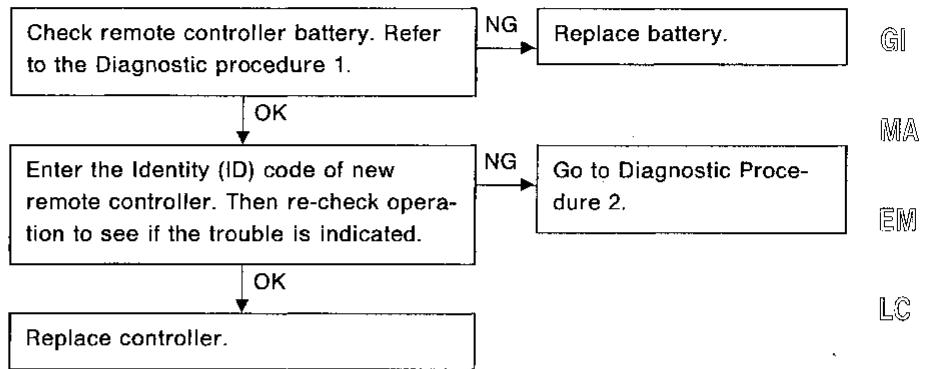 Check remote controller battery. Refer
to the Diagnostic procedure 1.
NG
Replace battery.
OK
Enter the Identity (ID) code of new
remote controller. Then re-check opera-
tion to see if the trouble is indicated.
NG
Go to Diagnostic Proce-
dure 2.
OK
Replace controller.
GI
MA
EM
LC